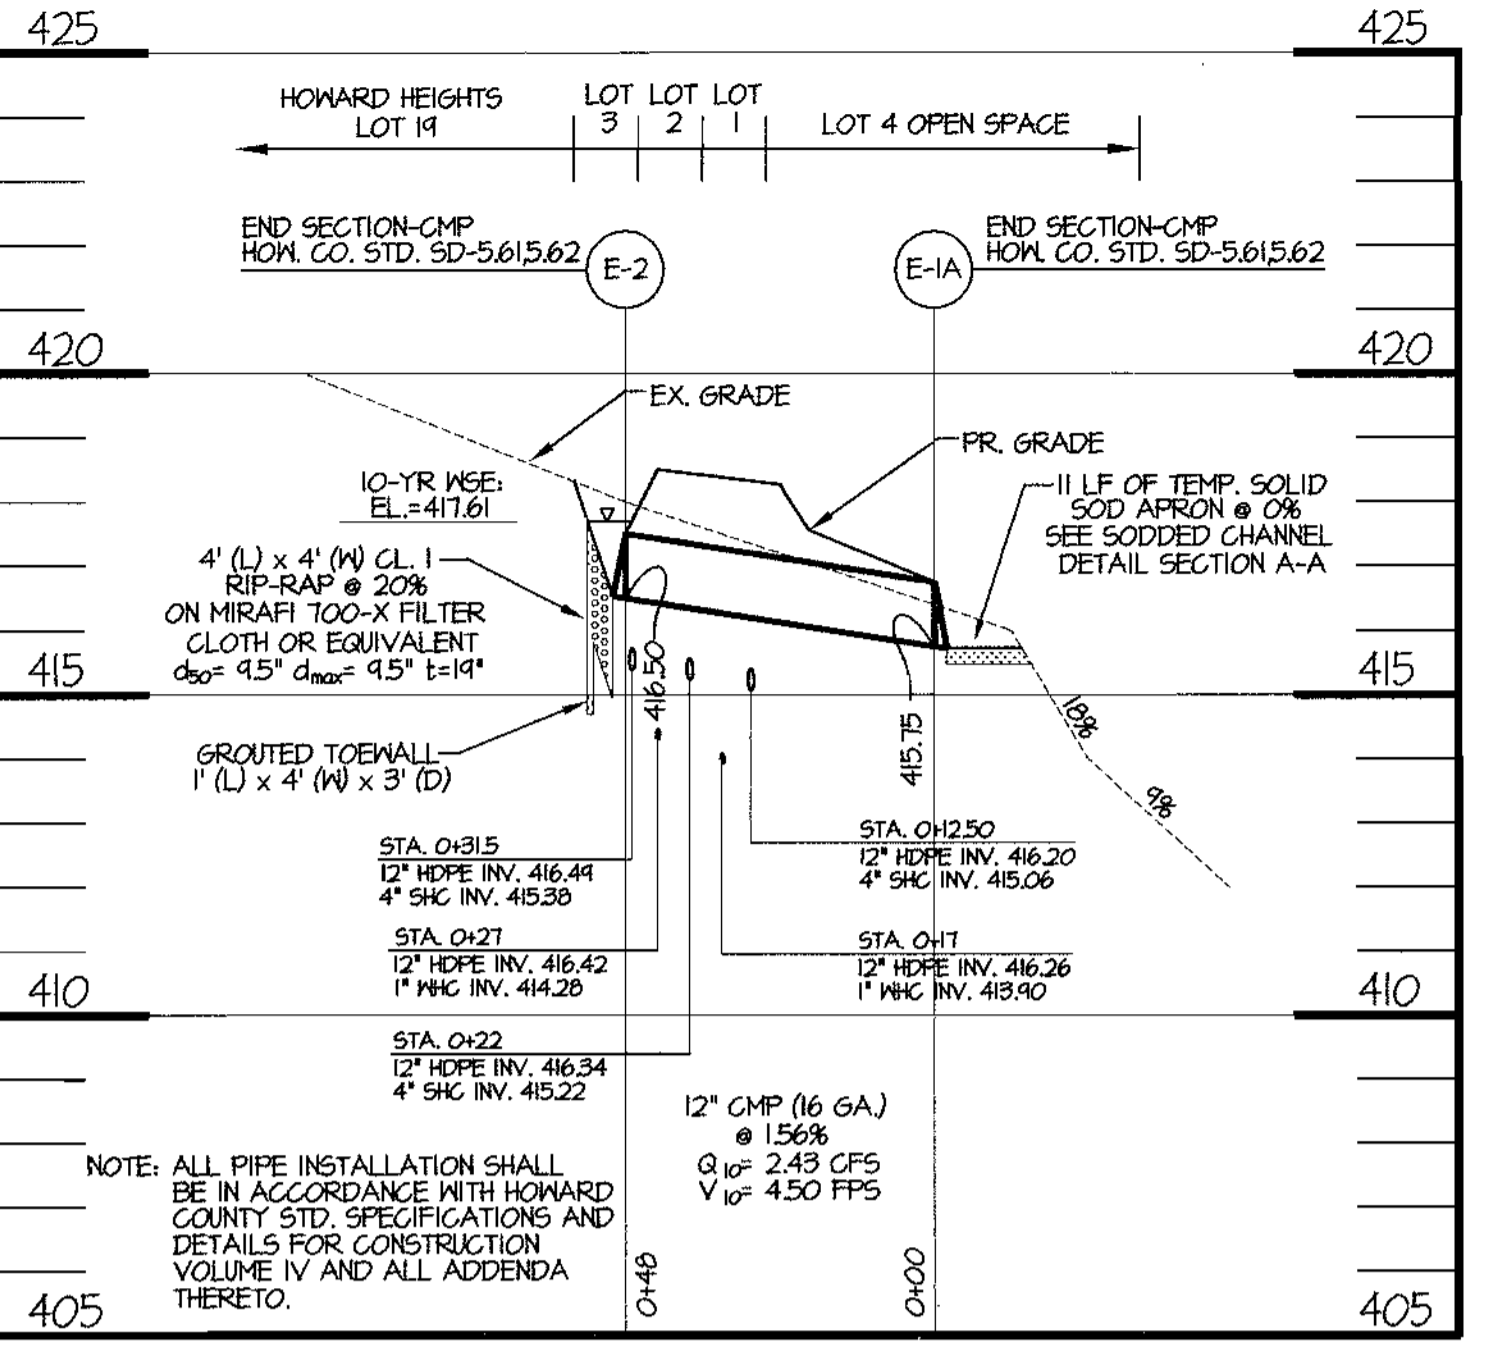 425
425
HOWARD HEIGHTS
LOT 19
LOT
3
LOT
2
LOT
1
LOT 4 OPEN SPACE
END SECTION-CMP
HOW. CO. STD. SD-5.61,5.62
E-2
E-1A
END SECTION-CMP
HOW. CO. STD. SD-5.61,5.62
420
420
EX. GRADE
PR. GRADE
10-YR WSE:
EL.=417.61
11 LF OF TEMP. SOLID
SOD APRON @ 0%
SEE SODDED CHANNEL
DETAIL SECTION A-A
4' (L) x 4' (W) CL. 1
RIP-RAP @ 20%
ON MIRAFI 700-X FILTER
CLOTH OR EQUIVALENT
d50= 9.5" dmax= 9.5" t=19"
415
415
416.50
415.75
18%
9%
GROUTED TOEWALL
1' (L) x 4' (W) x 3' (D)
STA. 0+31.5
12" HDPE INV. 416.49
4" SHC INV. 415.38
STA. 0+12.50
12" HDPE INV. 416.20
4" SHC INV. 415.06
STA. 0+27
12" HDPE INV. 416.42
1" WHC INV. 414.28
STA. 0+17
12" HDPE INV. 416.26
1" WHC INV. 413.90
410
410
STA. 0+22
12" HDPE INV. 416.34
4" SHC INV. 415.22
12" CMP (16 GA.)
@ 1.56%
Q10= 2.43 CFS
V10= 4.50 FPS
NOTE: ALL PIPE INSTALLATION SHALL
BE IN ACCORDANCE WITH HOWARD
COUNTY STD. SPECIFICATIONS AND
DETAILS FOR CONSTRUCTION
VOLUME IV AND ALL ADDENDA
THERETO.
0+48
0+00
405
405